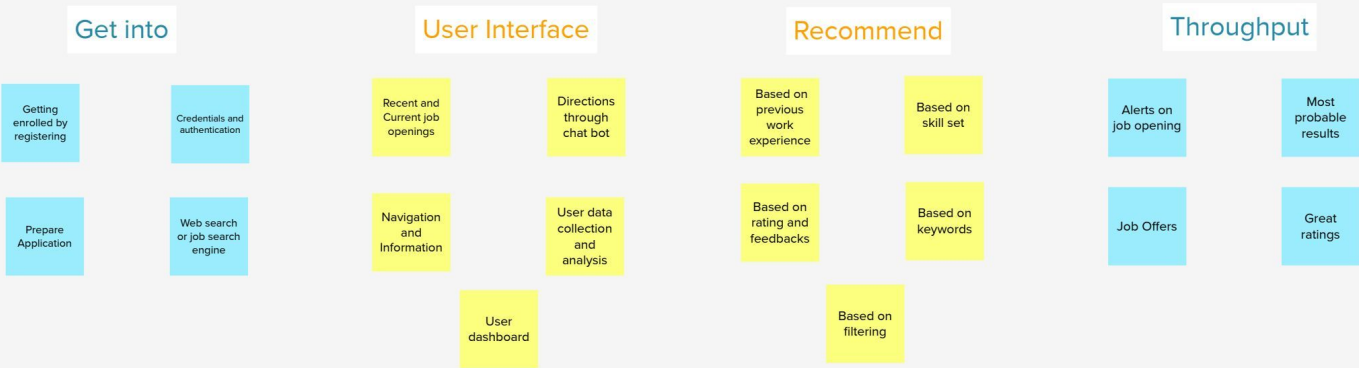 Get into
User Interface
Recommend
Throughput
Getting
enrolled by
registering
Credentials and
authentication
Prepare
Application
Web search
or job search
engine
Recent and
Current job
openings
Directions
through
chat bot
Navigation
and
Information
User data
collection
and
analysis
User
dashboard
Based on
previous
work
experience
Based on
skill set
Based on
rating and
feedbacks
Based on
keywords
Based on
filtering
Alerts on
job opening
Most
probable
results
Job Offers
Great
ratings